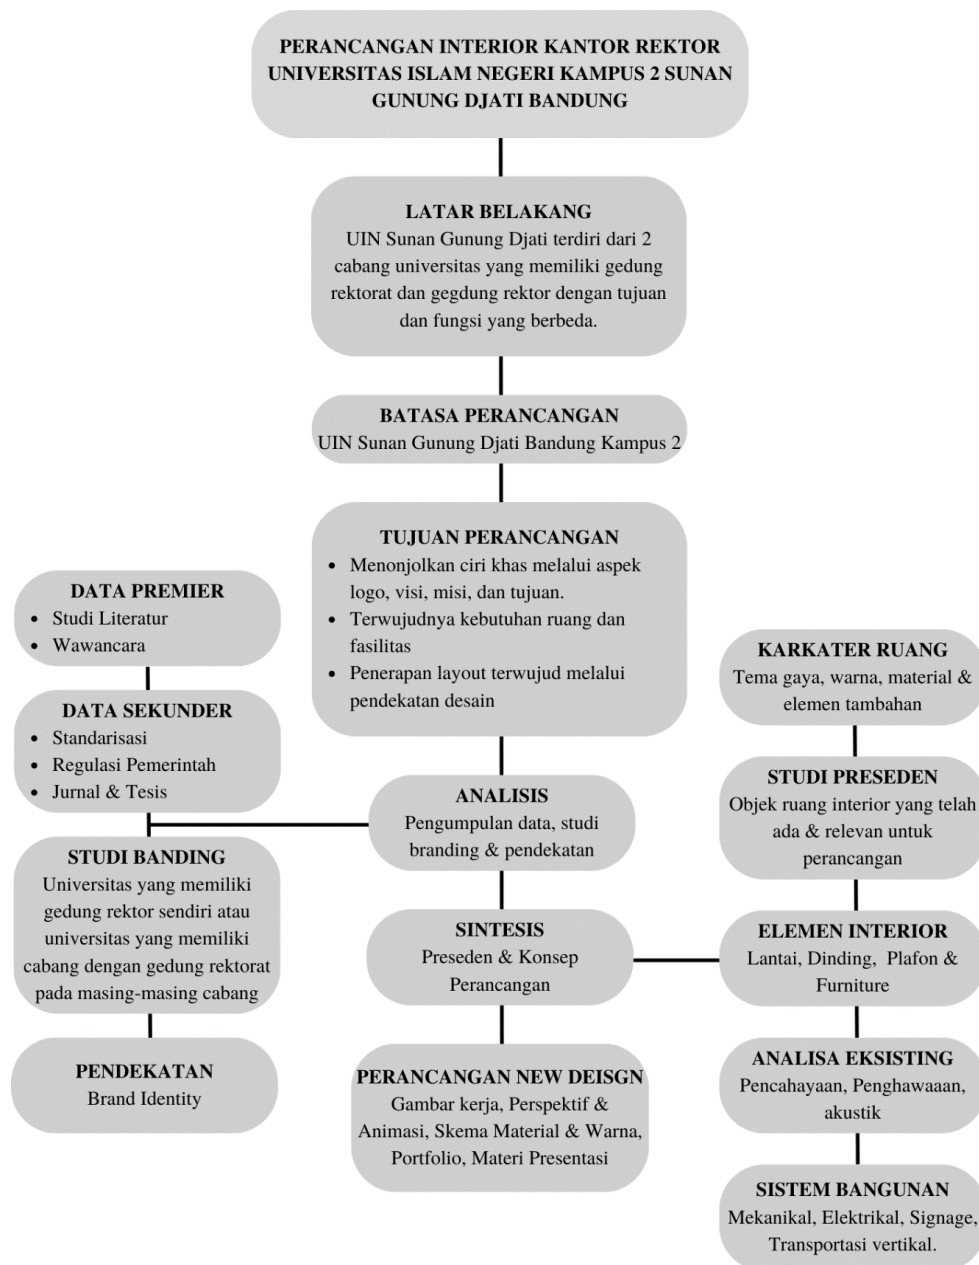 PERANCANGAN INTERIOR KANTOR REKTOR
UNIVERSITAS ISLAM NEGERI KAMPUS 2 SUNAN
GUNUNG DJATI BANDUNG
LATAR BELAKANG
UIN Sunan Gunung Djati terdiri dari 2
cabang universitas yang memiliki gedung
rektorat dan gegdung rektor dengan tujuan
dan fungsi yang berbeda.
BATASA PERANCANGAN
UIN Sunan Gunung Djati Bandung Kampus 2
TUJUAN PERANCANGAN
• Menonjolkan ciri khas melalui aspek
logo, visi, misi, dan tujuan.
• Terwujudnya kebutuhan ruang dan
fasilitas
• Penerapan layout terwujud melalui
pendekatan desain
DATA PREMIER
• Studi Literatur
• Wawancara
DATA SEKUNDER
• Standarisasi
• Regulasi Pemerintah
• Jurnal & Tesis
STUDI BANDING
Universitas yang memiliki
gedung rektor sendiri atau
universitas yang memiliki
cabang dengan gedung rektorat
pada masing-masing cabang
PENDEKATAN
Brand Identity
ANALISIS
Pengumpulan data, studi
branding & pendekatan
SINTESIS
Preseden & Konsep
Perancangan
PERANCANGAN NEW DEISGN
Gambar kerja, Perspektif &
Animasi, Skema Material & Warna,
Portfolio, Materi Presentasi
KARKATER RUANG
Tema gaya, warna, material &
elemen tambahan
STUDI PRESEDEN
Objek ruang interior yang telah
ada & relevan untuk
perancangan
ELEMEN INTERIOR
Lantai, Dinding, Plafon &
Furniture
ANALISA EKSISTING
Pencahayaan, Penghawaaan,
akustik
SISTEM BANGUNAN
Mekanikal, Elektrikal, Signage,
Transportasi vertikal.